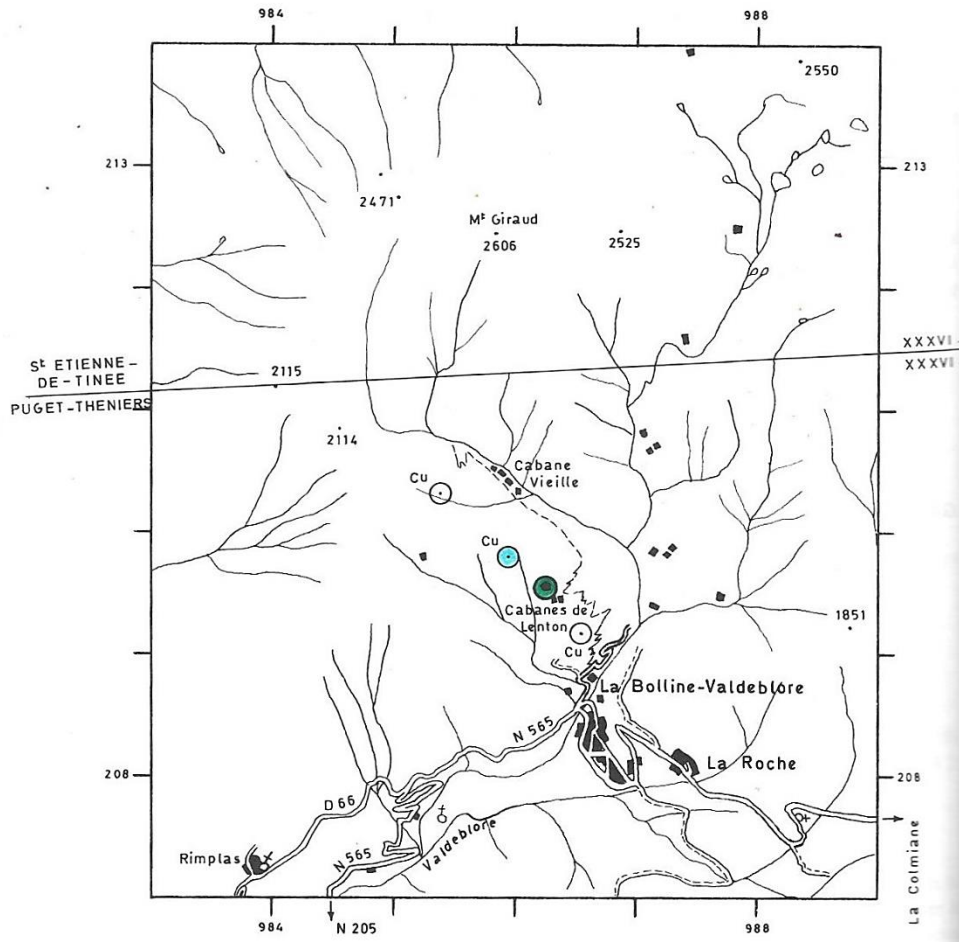 984
988
2550
213
213
2471
Mt Giraud
2606
2525
XXXVI
St ETIENNE-
DE-TINEE
2115
XXXVI
PUGET-THENIERS
2114
Cu
Cabane
Vieille
Cu
Cabanes de
Lenton
1851
Cu
La Bolline-Valdeblore
N 565
La Roche
208
208
D 66
Valdeblore
Rimplas
N 565
La Colmiane
984
N 205
988